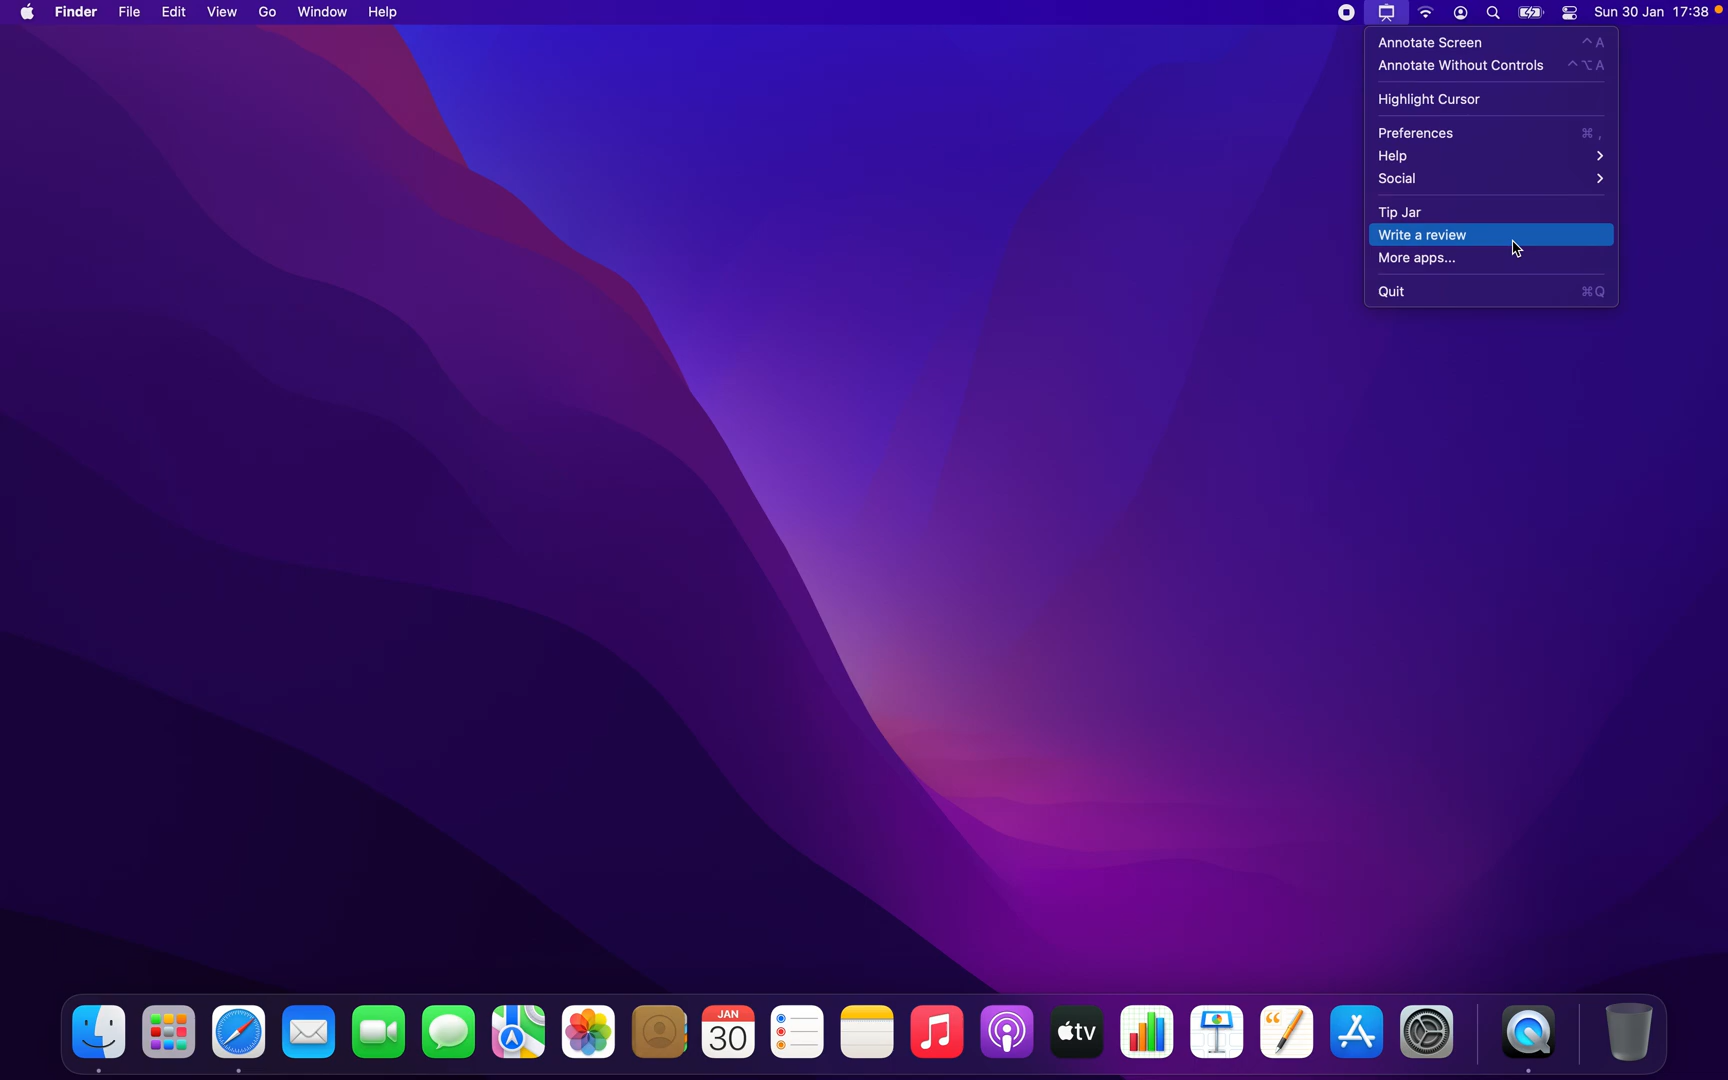 Finder File Edit View Go Window Help Sun 30 Jan 17:38
Annotate Screen ^ A
Annotate Without Controls ^ ⌥ A
Highlight Cursor
Preferences ⌘ ,
Help
Social
Tip Jar
Write a review
More apps...
Quit ⌘Q
JAN
30
tv